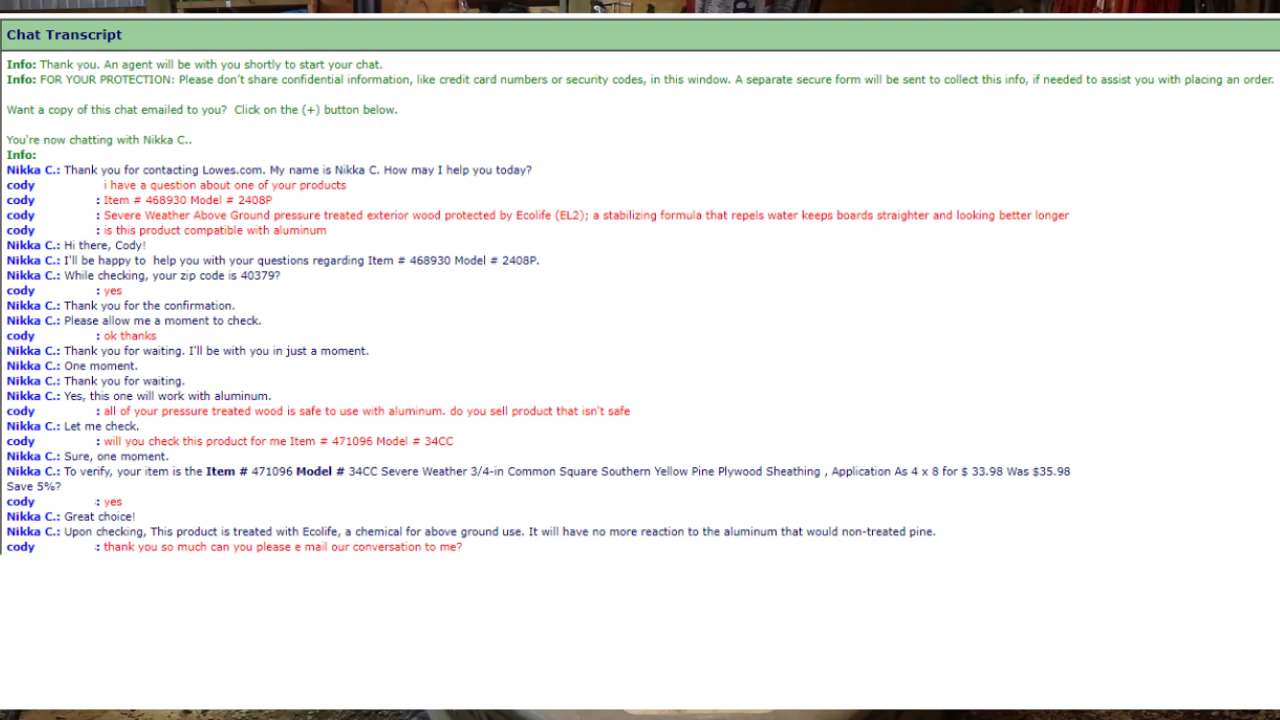 Chat Transcript
Info: Thank you. An agent will be with you shortly to start your chat.
Info: FOR YOUR PROTECTION: Please don't share confidential information, like credit card numbers or security codes, in this window. A separate secure form will be sent to collect this info, if needed to assist you with placing an order.
Want a copy of this chat emailed to you?  Click on the (+) button below.
You're now chatting with Nikka C..
Info:
Nikka C.: Thank you for contacting Lowes.com. My name is Nikka C. How may I help you today?
cody i have a question about one of your products
cody : Item # 468930 Model # 2408P
cody : Severe Weather Above Ground pressure treated exterior wood protected by Ecolife (EL2); a stabilizing formula that repels water keeps boards straighter and looking better longer
cody : is this product compatible with aluminum
Nikka C.: Hi there, Cody!
Nikka C.: I'll be happy to  help you with your questions regarding Item # 468930 Model # 2408P.
Nikka C.: While checking, your zip code is 40379?
cody : yes
Nikka C.: Thank you for the confirmation.
Nikka C.: Please allow me a moment to check.
cody : ok thanks
Nikka C.: Thank you for waiting. I'll be with you in just a moment.
Nikka C.: One moment.
Nikka C.: Thank you for waiting.
Nikka C.: Yes, this one will work with aluminum.
cody : all of your pressure treated wood is safe to use with aluminum. do you sell product that isn't safe
Nikka C.: Let me check.
cody : will you check this product for me Item # 471096 Model # 34CC
Nikka C.: Sure, one moment.
Nikka C.: To verify, your item is the Item # 471096 Model # 34CC Severe Weather 3/4-in Common Square Southern Yellow Pine Plywood Sheathing , Application As 4 x 8 for $ 33.98 Was $35.98
Save 5%?
cody : yes
Nikka C.: Great choice!
Nikka C.: Upon checking, This product is treated with Ecolife, a chemical for above ground use. It will have no more reaction to the aluminum that would non-treated pine.
cody : thank you so much can you please e mail our conversation to me?